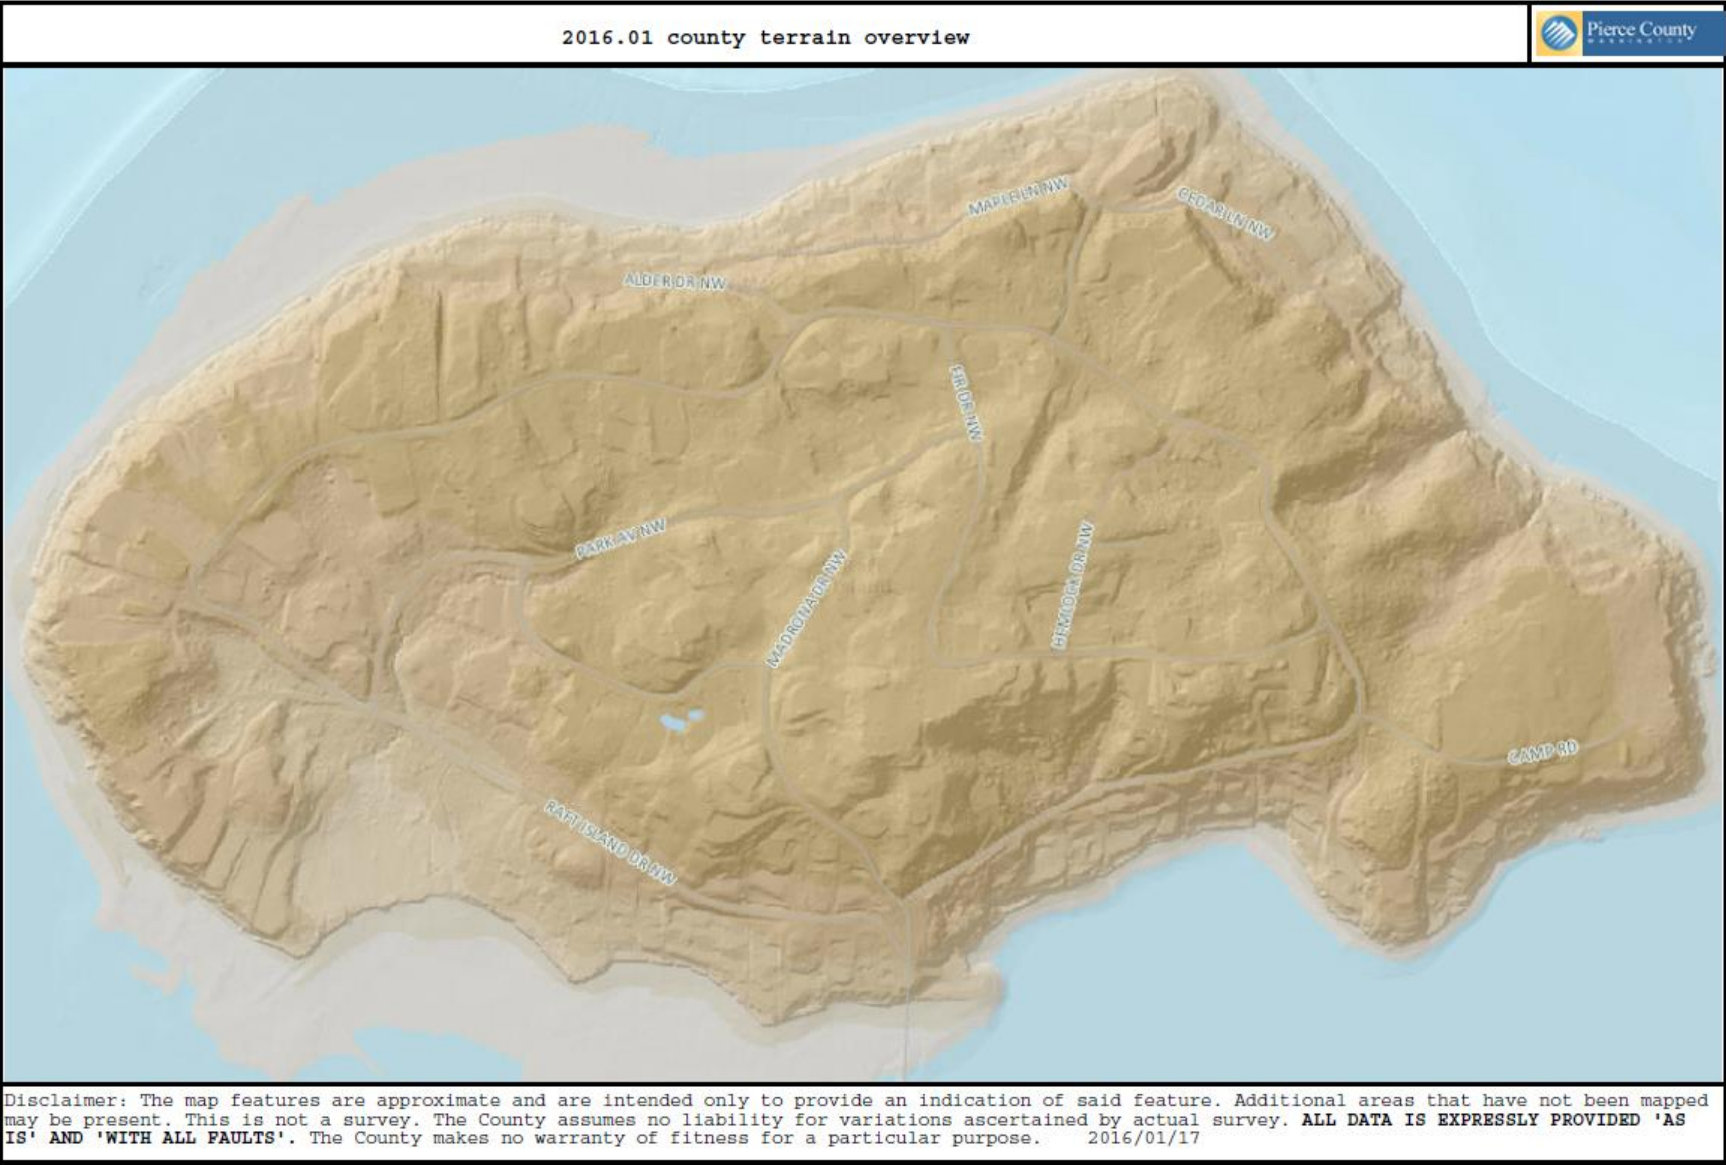 2016.01 county terrain overview
Pierce County
WASHINGTON
MAPLE LN NW
CEDAR LN NW
ALDER DR NW
FIR DR NW
PARK AV NW
HEMLOCK DR NW
MADRONA DR NW
CAMP RD
RAFT ISLAND DR NW
Disclaimer: The map features are approximate and are intended only to provide an indication of said feature. Additional areas that have not been mapped
may be present. This is not a survey. The County assumes no liability for variations ascertained by actual survey. ALL DATA IS EXPRESSLY PROVIDED 'AS
IS' AND 'WITH ALL FAULTS'. The County makes no warranty of fitness for a particular purpose. 2016/01/17